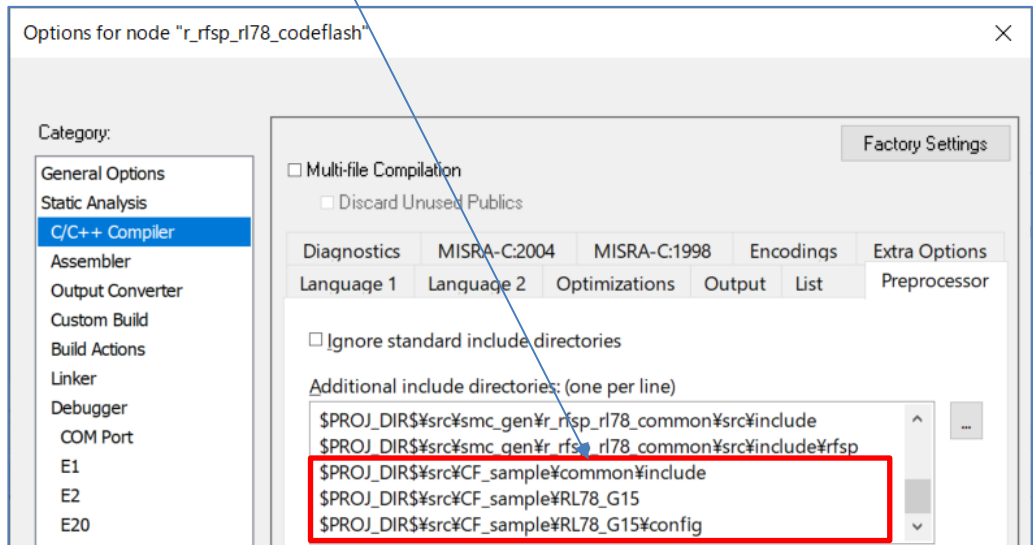 Options for node "r_rfsp_rl78_codeflash"
Category:
General Options
Static Analysis
C/C++ Compiler
Assembler
Output Converter
Custom Build
Build Actions
Linker
Debugger
COM Port
E1
E2
E20
Factory Settings
Multi-file Compilation
Discard Unused Publics
Diagnostics MISRA-C:2004 MISRA-C:1998 Encodings Extra Options
Language 1 Language 2 Optimizations Output List Preprocessor
Ignore standard include directories
Additional include directories: (one per line)
$PROJ_DIR$¥src¥smc_gen¥r_rfsp_rl78_common¥src¥include
$PROJ_DIR$¥src¥smc_gen¥r_rfsp_rl78_common¥src¥include¥rfsp
$PROJ_DIR$¥src¥CF_sample¥common¥include
$PROJ_DIR$¥src¥CF_sample¥RL78_G15
$PROJ_DIR$¥src¥CF_sample¥RL78_G15¥config
...